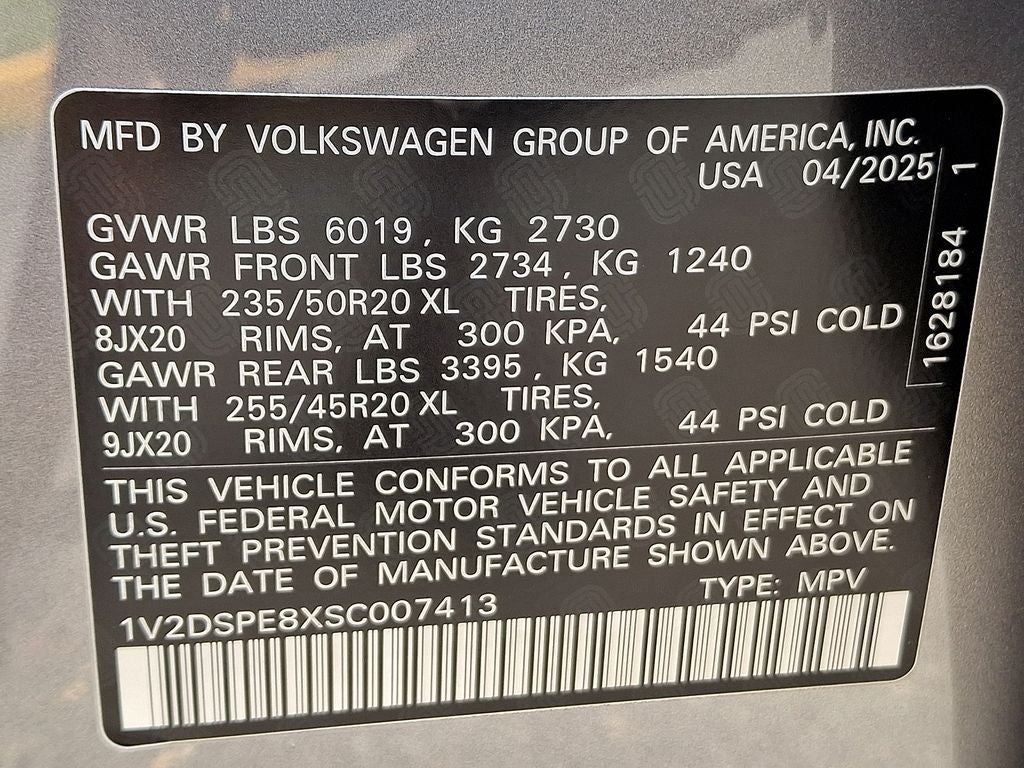 MFD BY VOLKSWAGEN GROUP OF AMERICA, INC.
USA 04/2025
GVWR LBS 6019, KG 2730
GAWR FRONT LBS 2734, KG 1240
WITH 235/50R20 XL TIRES,
8JX20 RIMS, AT 300 KPA, 44 PSI COLD
GAWR REAR LBS 3395, KG 1540
WITH 255/45R20 XL TIRES,
9JX20 RIMS, AT 300 KPA, 44 PSI COLD
THIS VEHICLE CONFORMS TO ALL APPLICABLE
U.S. FEDERAL MOTOR VEHICLE SAFETY AND
THEFT PREVENTION STANDARDS IN EFFECT ON
THE DATE OF MANUFACTURE SHOWN ABOVE.
1V2DSPE8XSC007413 TYPE: MPV
1628184 1